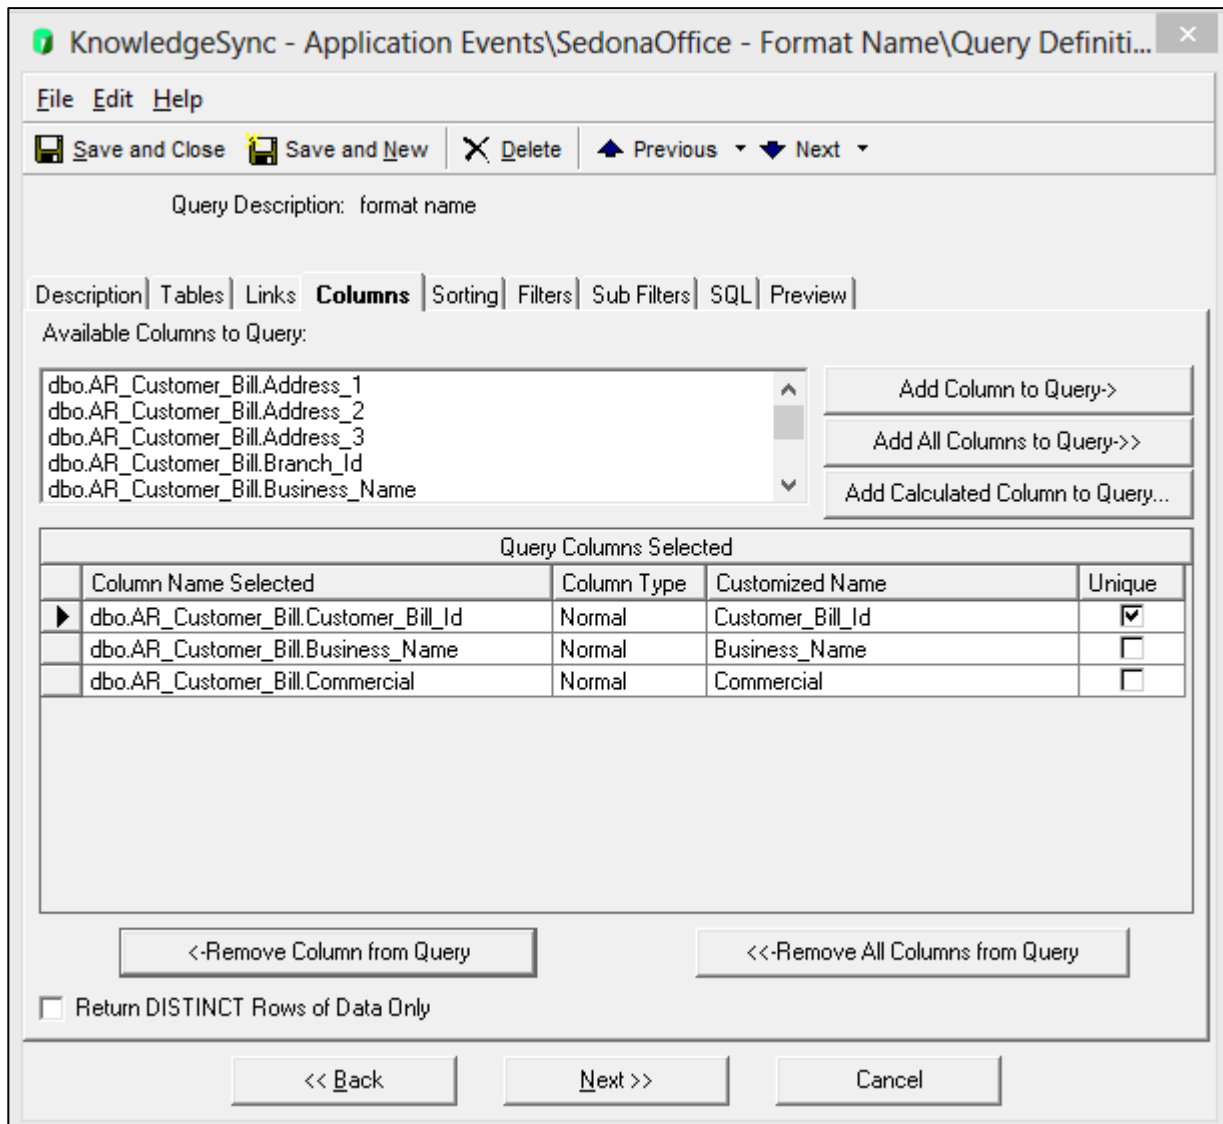 KnowledgeSync - Application Events\SedonaOffice - Format Name\Query Definiti...
File Edit Help
Save and Close Save and New Delete Previous Next
Query Description: format name
Description Tables Links Columns Sorting Filters Sub Filters SQL Preview
Available Columns to Query:
dbo.AR_Customer_Bill.Address_1
dbo.AR_Customer_Bill.Address_2
dbo.AR_Customer_Bill.Address_3
dbo.AR_Customer_Bill.Branch_Id
dbo.AR_Customer_Bill.Business_Name
Add Column to Query->
Add All Columns to Query->>
Add Calculated Column to Query...
Query Columns Selected
Column Name Selected Column Type Customized Name Unique
dbo.AR_Customer_Bill.Customer_Bill_Id Normal Customer_Bill_Id
dbo.AR_Customer_Bill.Business_Name Normal Business_Name
dbo.AR_Customer_Bill.Commercial Normal Commercial
<-Remove Column from Query <<-Remove All Columns from Query
Return DISTINCT Rows of Data Only
<< Back Next >> Cancel